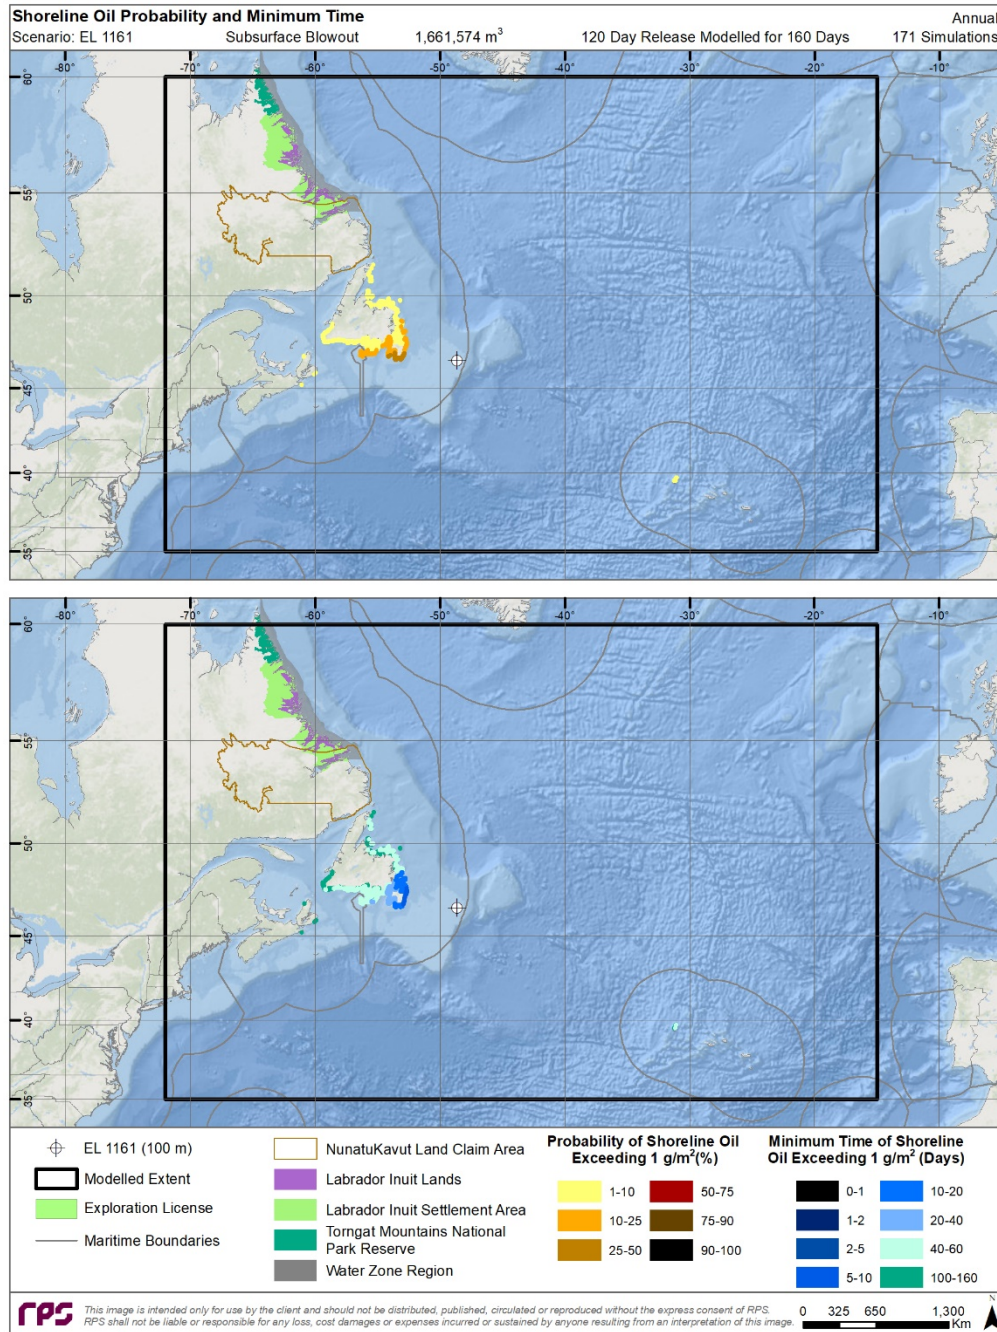 Shoreline Oil Probability and Minimum Time
Annual
Scenario: EL 1161
Subsurface Blowout
1,661,574 m³
120 Day Release Modelled for 160 Days
171 Simulations
-80° -70° -60° -50° -40° -30° -20° -10°
60°
55°
50°
45°
40°
35°
-80° -70° -60° -50° -40° -30° -20° -10°
60°
55°
50°
45°
40°
35°
EL 1161 (100 m)
Modelled Extent
Exploration License
Maritime Boundaries
NunatuKavut Land Claim Area
Labrador Inuit Lands
Labrador Inuit Settlement Area
Torngat Mountains National
Park Reserve
Water Zone Region
Probability of Shoreline Oil
Exceeding 1 g/m²(%)
1-10
10-25
25-50
50-75
75-90
90-100
Minimum Time of Shoreline
Oil Exceeding 1 g/m² (Days)
0-1
1-2
2-5
5-10
10-20
20-40
40-60
100-160
rps
This image is intended only for use by the client and should not be distributed, published, circulated or reproduced without the express consent of RPS.
RPS shall not be liable or responsible for any loss, cost damages or expenses incurred or sustained by anyone resulting from an interpretation of this image.
0 325 650 1,300
Km
N